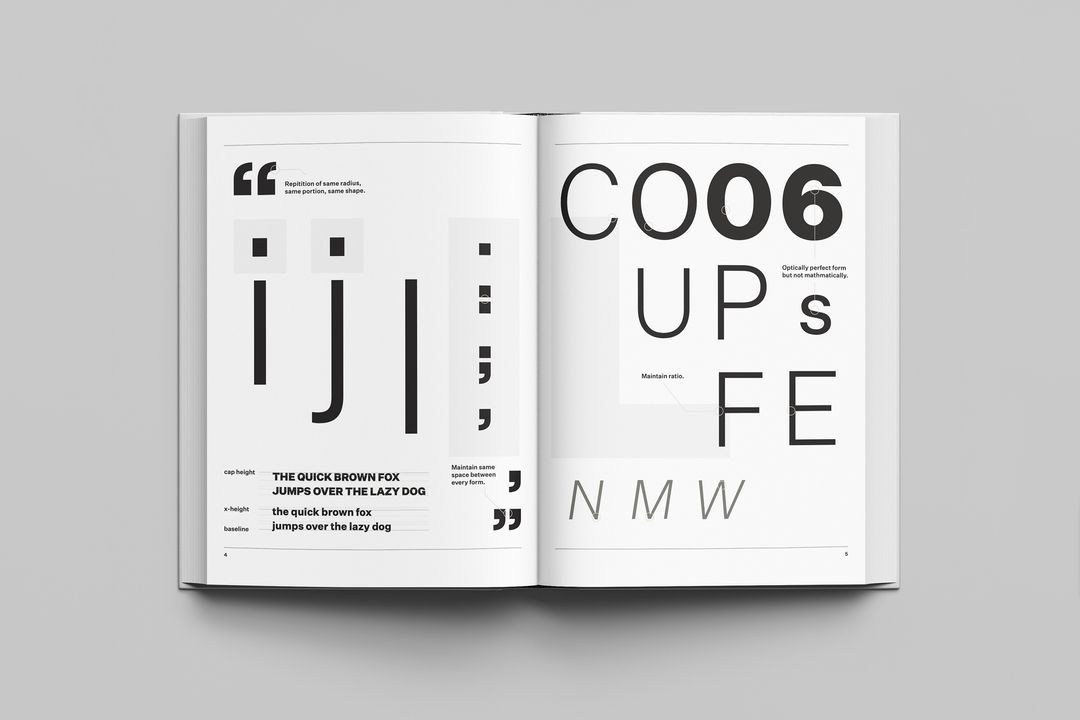 “
Repitition of same radius,
same portion, same shape.
i j |
.
:
;
,
cap height
THE QUICK BROWN FOX
JUMPS OVER THE LAZY DOG
x-height
the quick brown fox
baseline
jumps over the lazy dog
Maintain same
space between
every form.
,
”
4
CO06
UP
Optically perfect form
but not mathmatically.
s
Maintain ratio.
FE
NMW
5